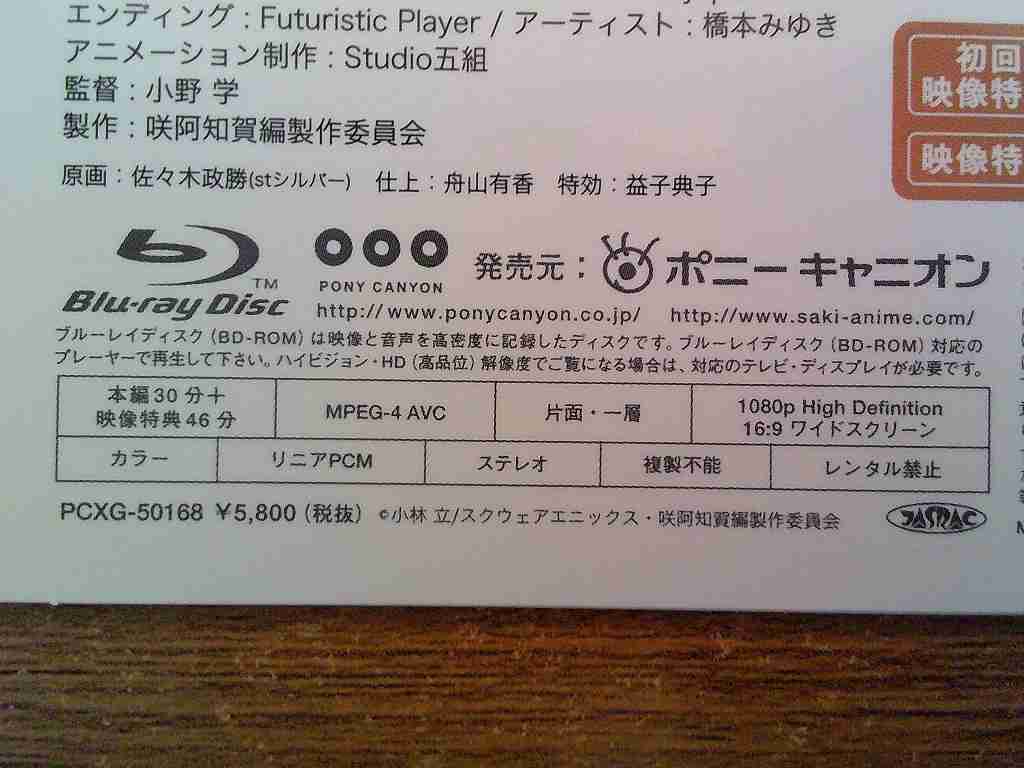 エンディング：Futuristic Player / アーティスト：橋本みゆき
アニメーション制作：Studio五組
監督：小野 学
製作：咲阿知賀編製作委員会
原画：佐々木政勝(stシルバー)　仕上：舟山有香　特効：益子典子
初回
映像特
映像特
Blu-ray Disc TM
PONY CANYON
発売元：ポニーキャニオン
http://www.ponycanyon.co.jp/　http://www.saki-anime.com/
ブルーレイディスク（BD-ROM）は映像と音声を高密度に記録したディスクです。ブルーレイディスク（BD-ROM）対応の
プレーヤーで再生して下さい。ハイビジョン・HD（高品位）解像度でご覧になる場合は、対応のテレビ・ディスプレイが必要です。
本編30分＋
映像特典46分
MPEG-4 AVC
片面・一層
1080p High Definition
16:9 ワイドスクリーン
カラー
リニアPCM
ステレオ
複製不能
レンタル禁止
PCXG-50168 ¥5,800（税抜）©小林 立/スクウェアエニックス・咲阿知賀編製作委員会
JASRAC